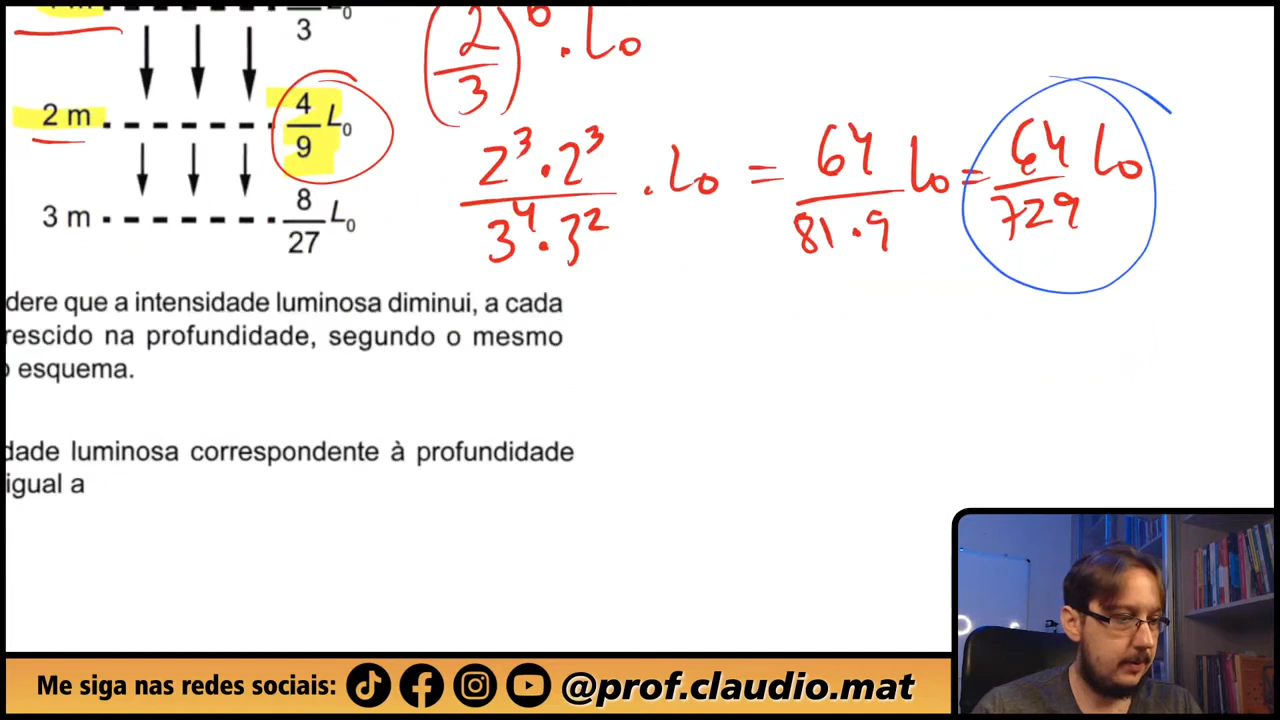 3 L₀
(2/3)⁶ . L₀
2 m 4/9 L₀
2³ · 2³ / 3⁴ · 3² . L₀ = 64 / 81 · 9 L₀ = 64 / 729 L₀
3 m 8/27 L₀
dere que a intensidade luminosa diminui, a cada
rescido na profundidade, segundo o mesmo
o esquema.
dade luminosa correspondente à profundidade
igual a
Me siga nas redes sociais: @prof.claudio.mat